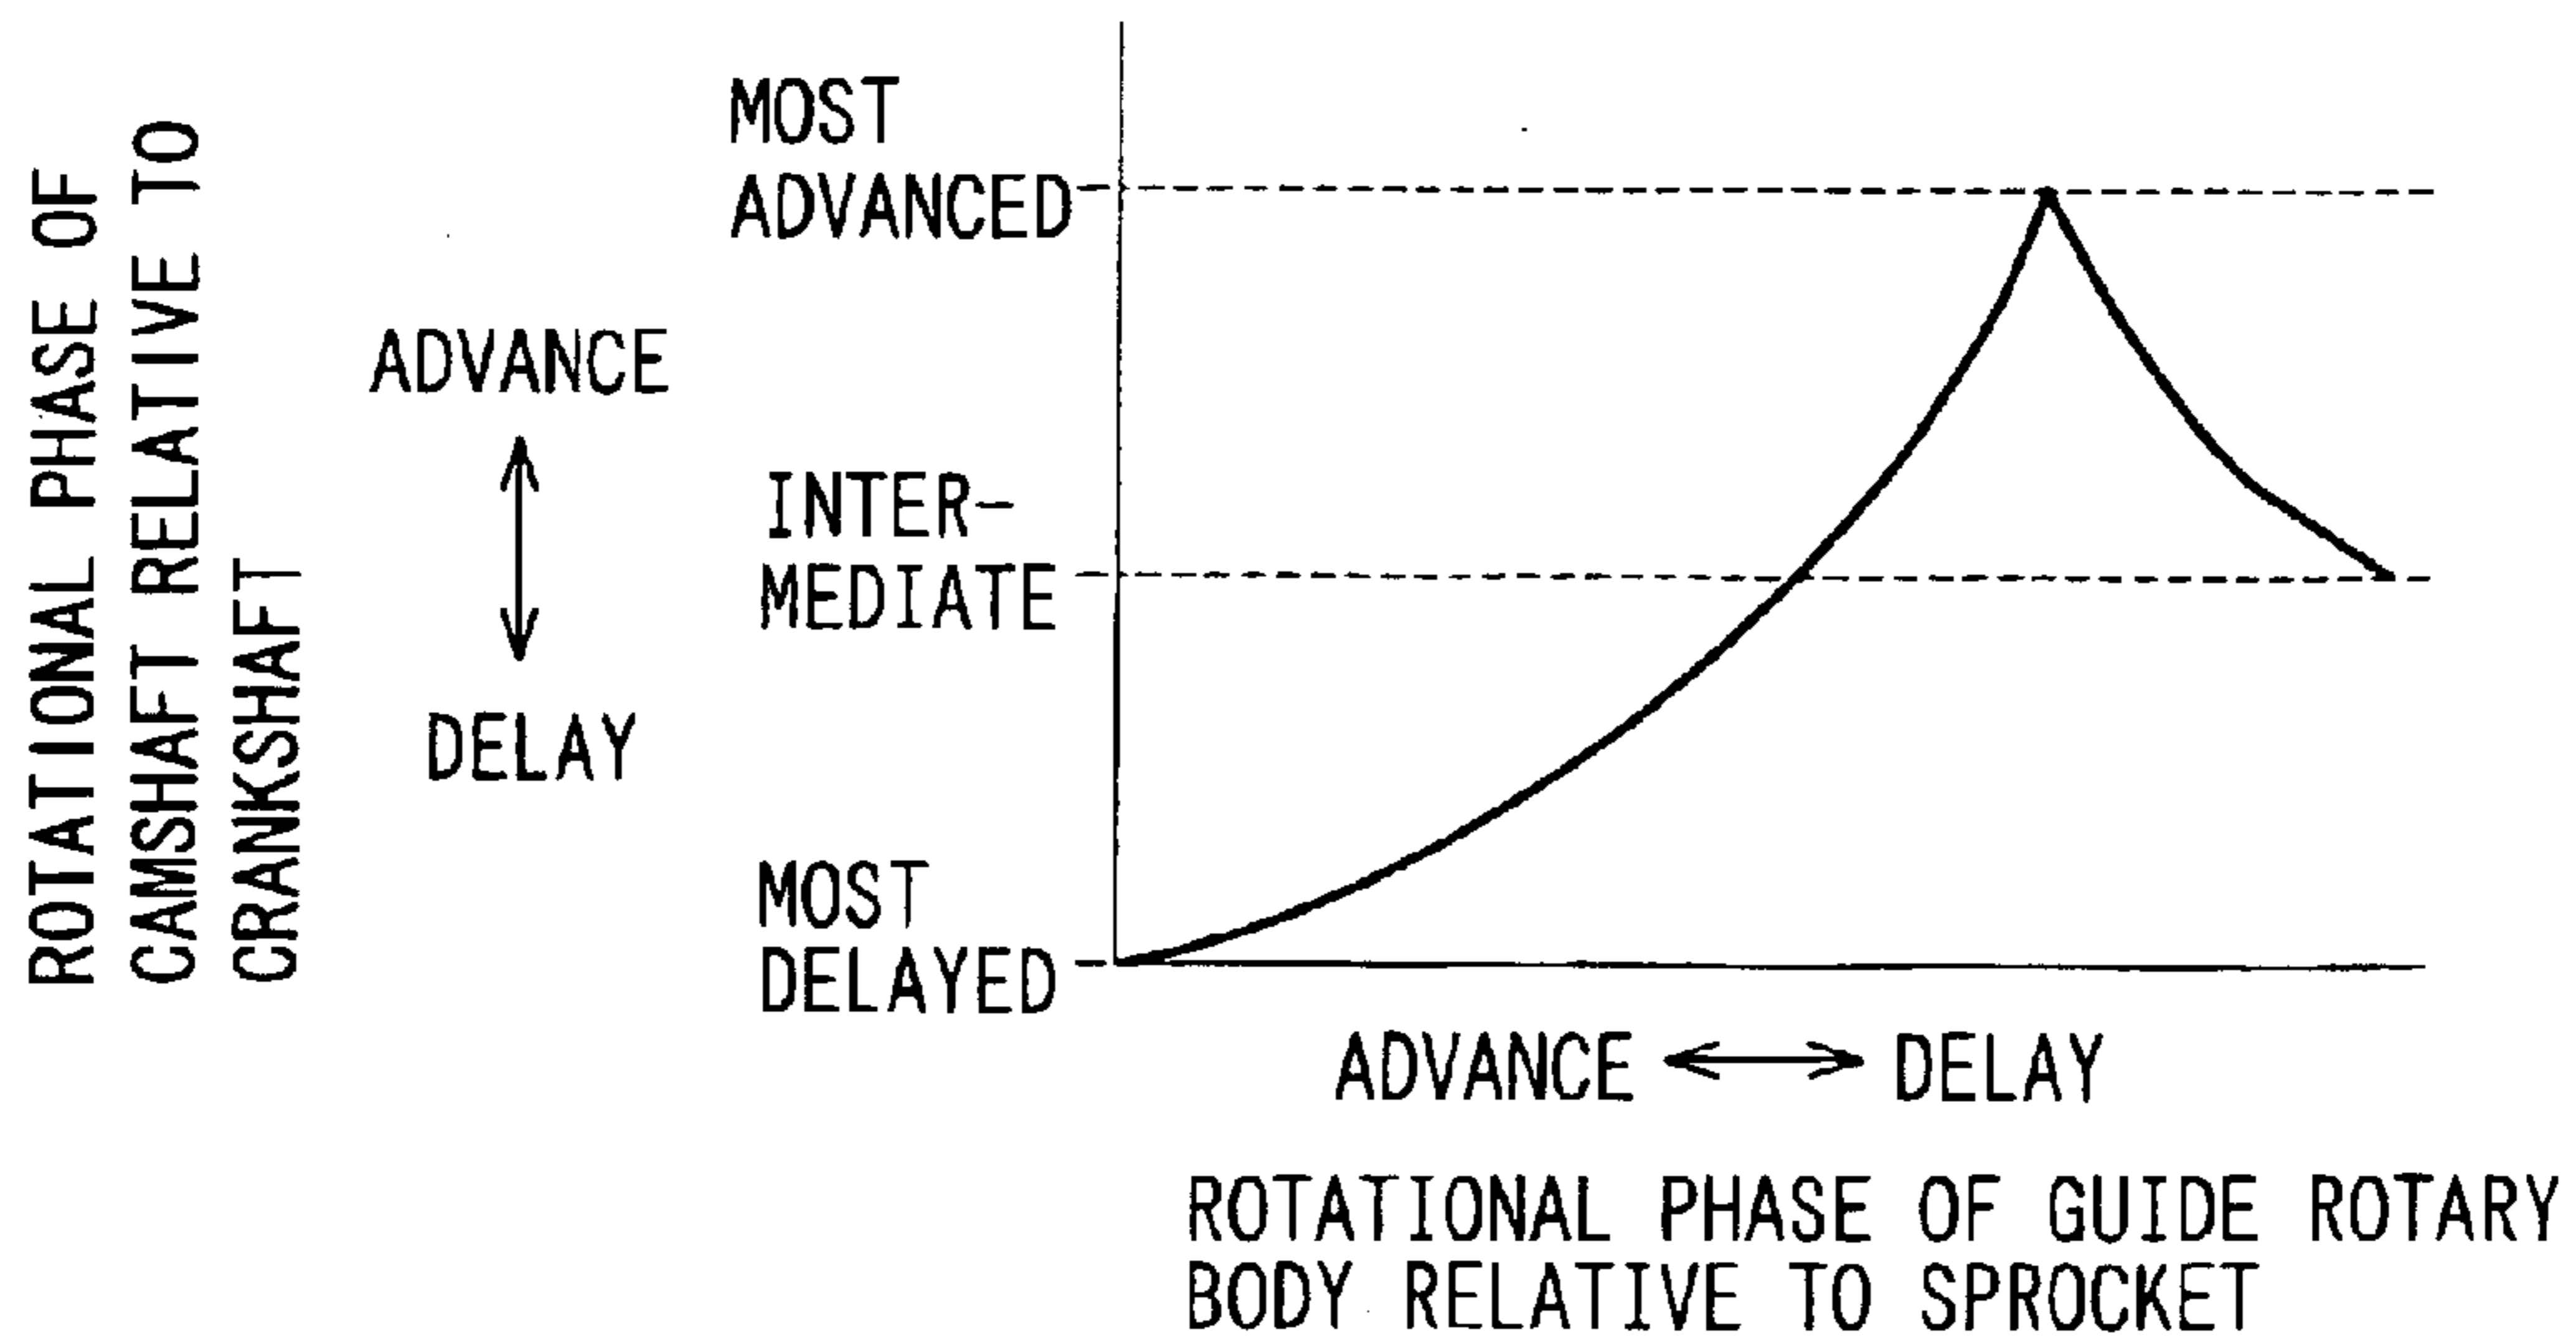 ROTATIONAL PHASE OF
CAMSHAFT RELATIVE TO
CRANKSHAFT
ADVANCE
DELAY
MOST
ADVANCED
INTER-
MEDIATE
MOST
DELAYED
ADVANCE DELAY
ROTATIONAL PHASE OF GUIDE ROTARY
BODY RELATIVE TO SPROCKET